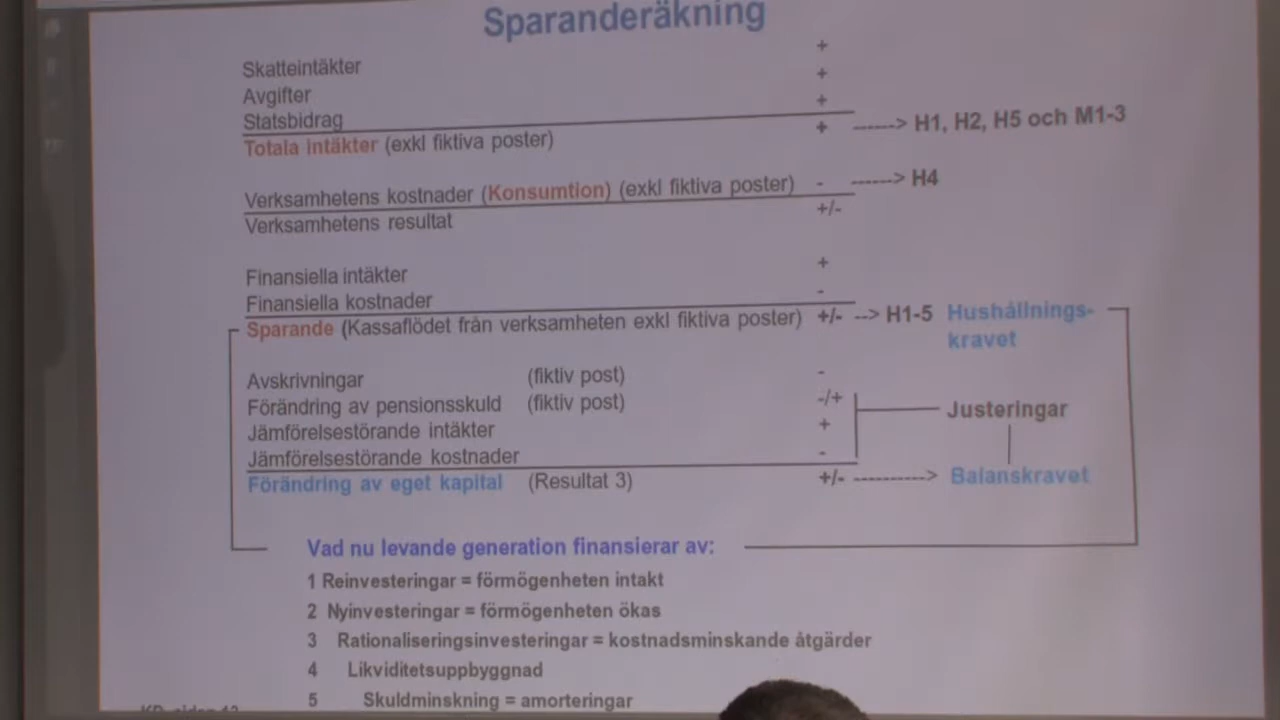 Sparanderäkning
Skatteintäkter +
Avgifter +
Statsbidrag +
Totala intäkter (exkl fiktiva poster) + ------> H1, H2, H5 och M1-3
Verksamhetens kostnader (Konsumtion) (exkl fiktiva poster) - ------> H4
Verksamhetens resultat +/-
Finansiella intäkter +
Finansiella kostnader -
Sparande (Kassaflödet från verksamheten exkl fiktiva poster) +/- --> H1-5 Hushållnings-
kravet
Avskrivningar (fiktiv post) -
Förändring av pensionsskuld (fiktiv post) -/+
Jämförelsestörande intäkter +
Justeringar
Jämförelsestörande kostnader -
Förändring av eget kapital (Resultat 3) +/- ----------> Balanskravet
Vad nu levande generation finansierar av:
1 Reinvesteringar = förmögenheten intakt
2 Nyinvesteringar = förmögenheten ökas
3 Rationaliseringsinvesteringar = kostnadsminskande åtgärder
4 Likviditetsuppbyggnad
5 Skuldminskning = amorteringar